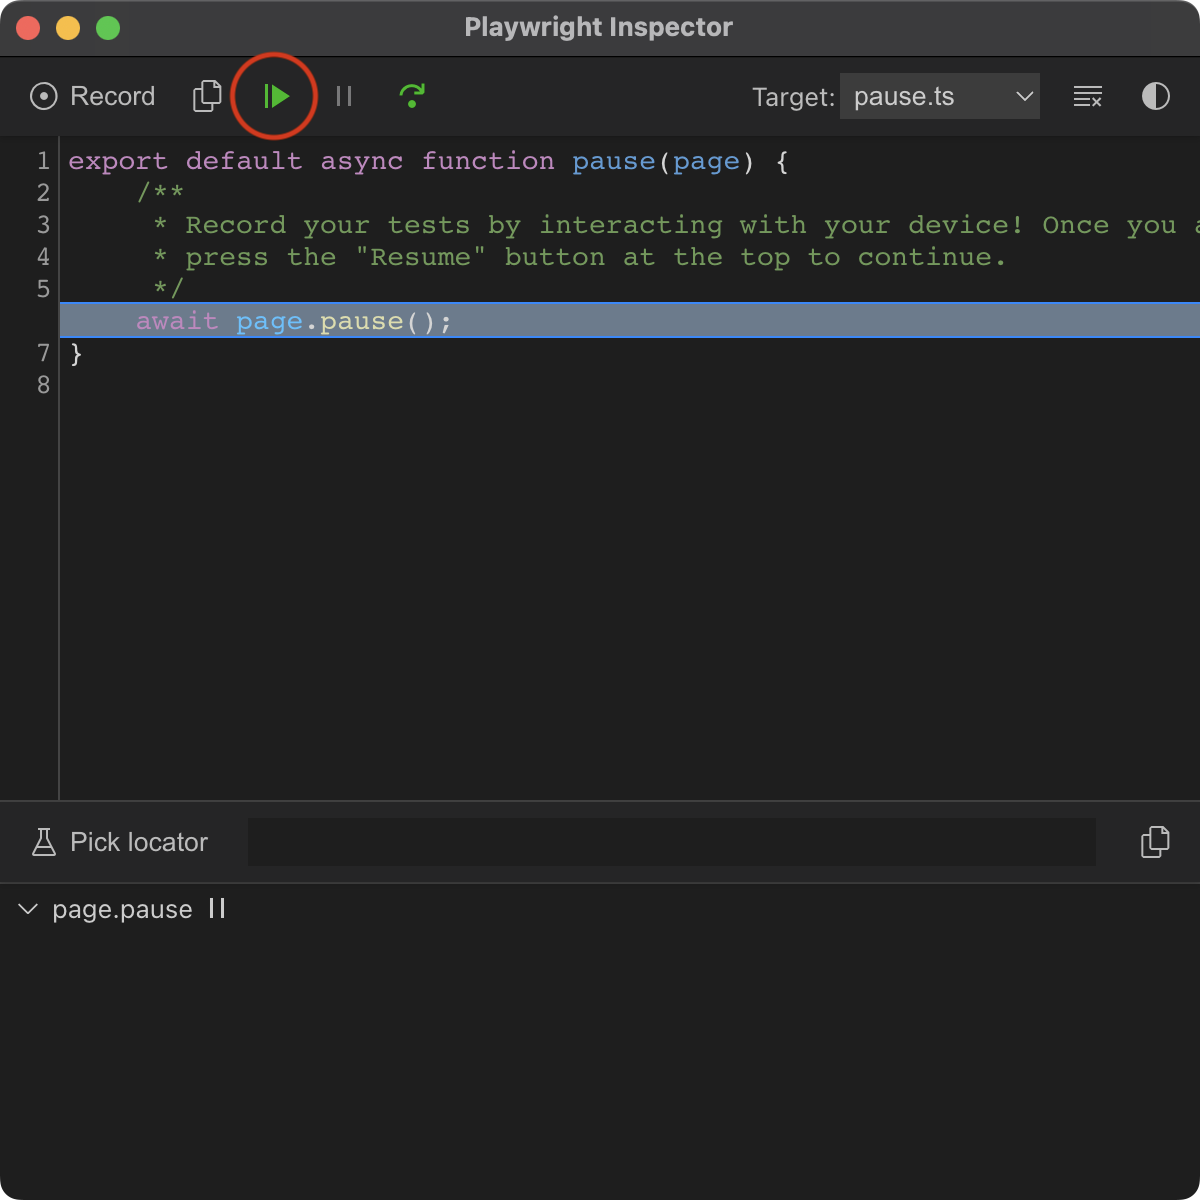 Playwright Inspector
Record Target: pause.ts
1 export default async function pause(page) {
2 /**
3 * Record your tests by interacting with your device! Once you
4 * press the "Resume" button at the top to continue.
5 */
await page.pause();
7 }
8
Pick locator
page.pause